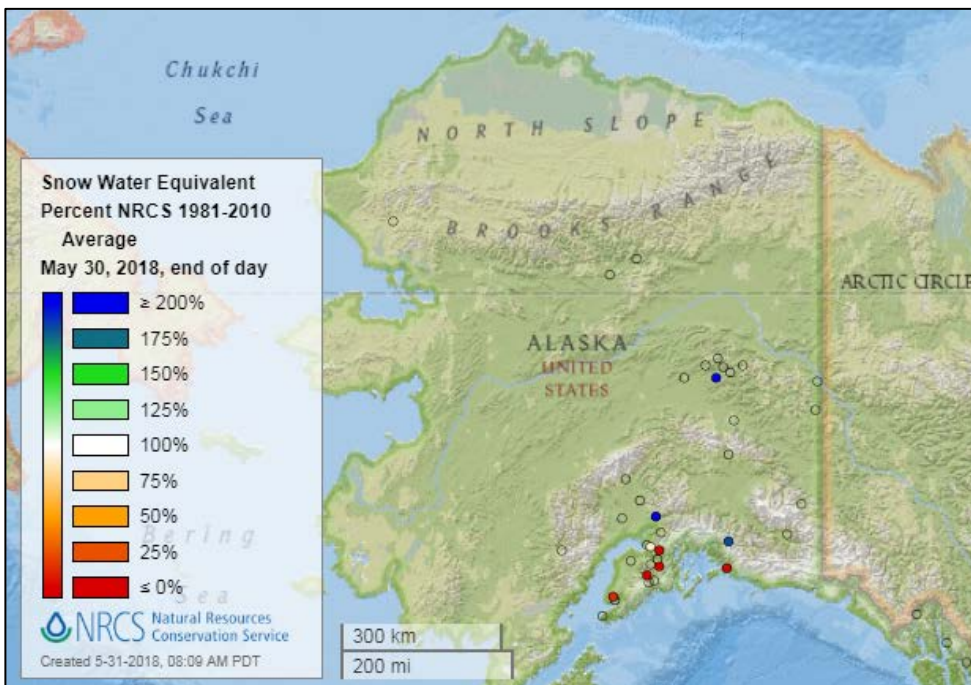 Chukchi
Sea
NORTH SLOPE
BROOKS RANGE
ARCTIC CIRCLE
ALASKA
UNITED
STATES
Snow Water Equivalent
Percent NRCS 1981-2010
Average
May 30, 2018, end of day
≥ 200%
175%
150%
125%
100%
75%
50%
25%
≤ 0%
Bering
Sea
NRCS Natural Resources
Conservation Service
Created 5-31-2018, 08:09 AM PDT
300 km
200 mi